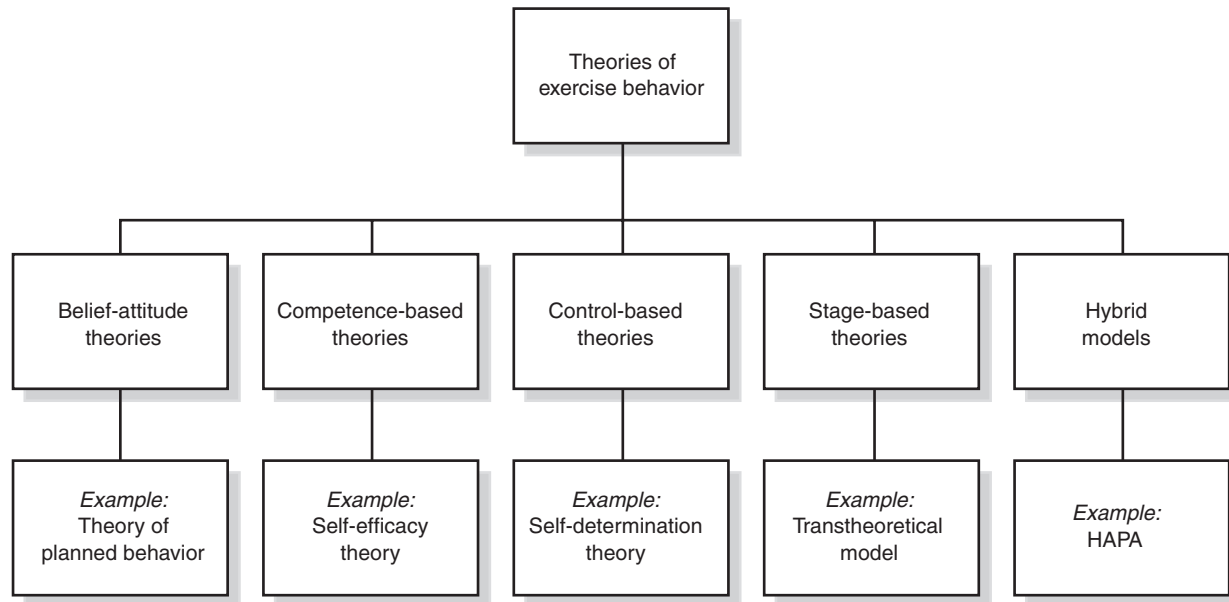 Theories of
exercise behavior
Belief-attitude
theories
Competence-based
theories
Control-based
theories
Stage-based
theories
Hybrid
models
Example:
Theory of
planned behavior
Example:
Self-efficacy
theory
Example:
Self-determination
theory
Example:
Transtheoretical
model
Example:
HAPA